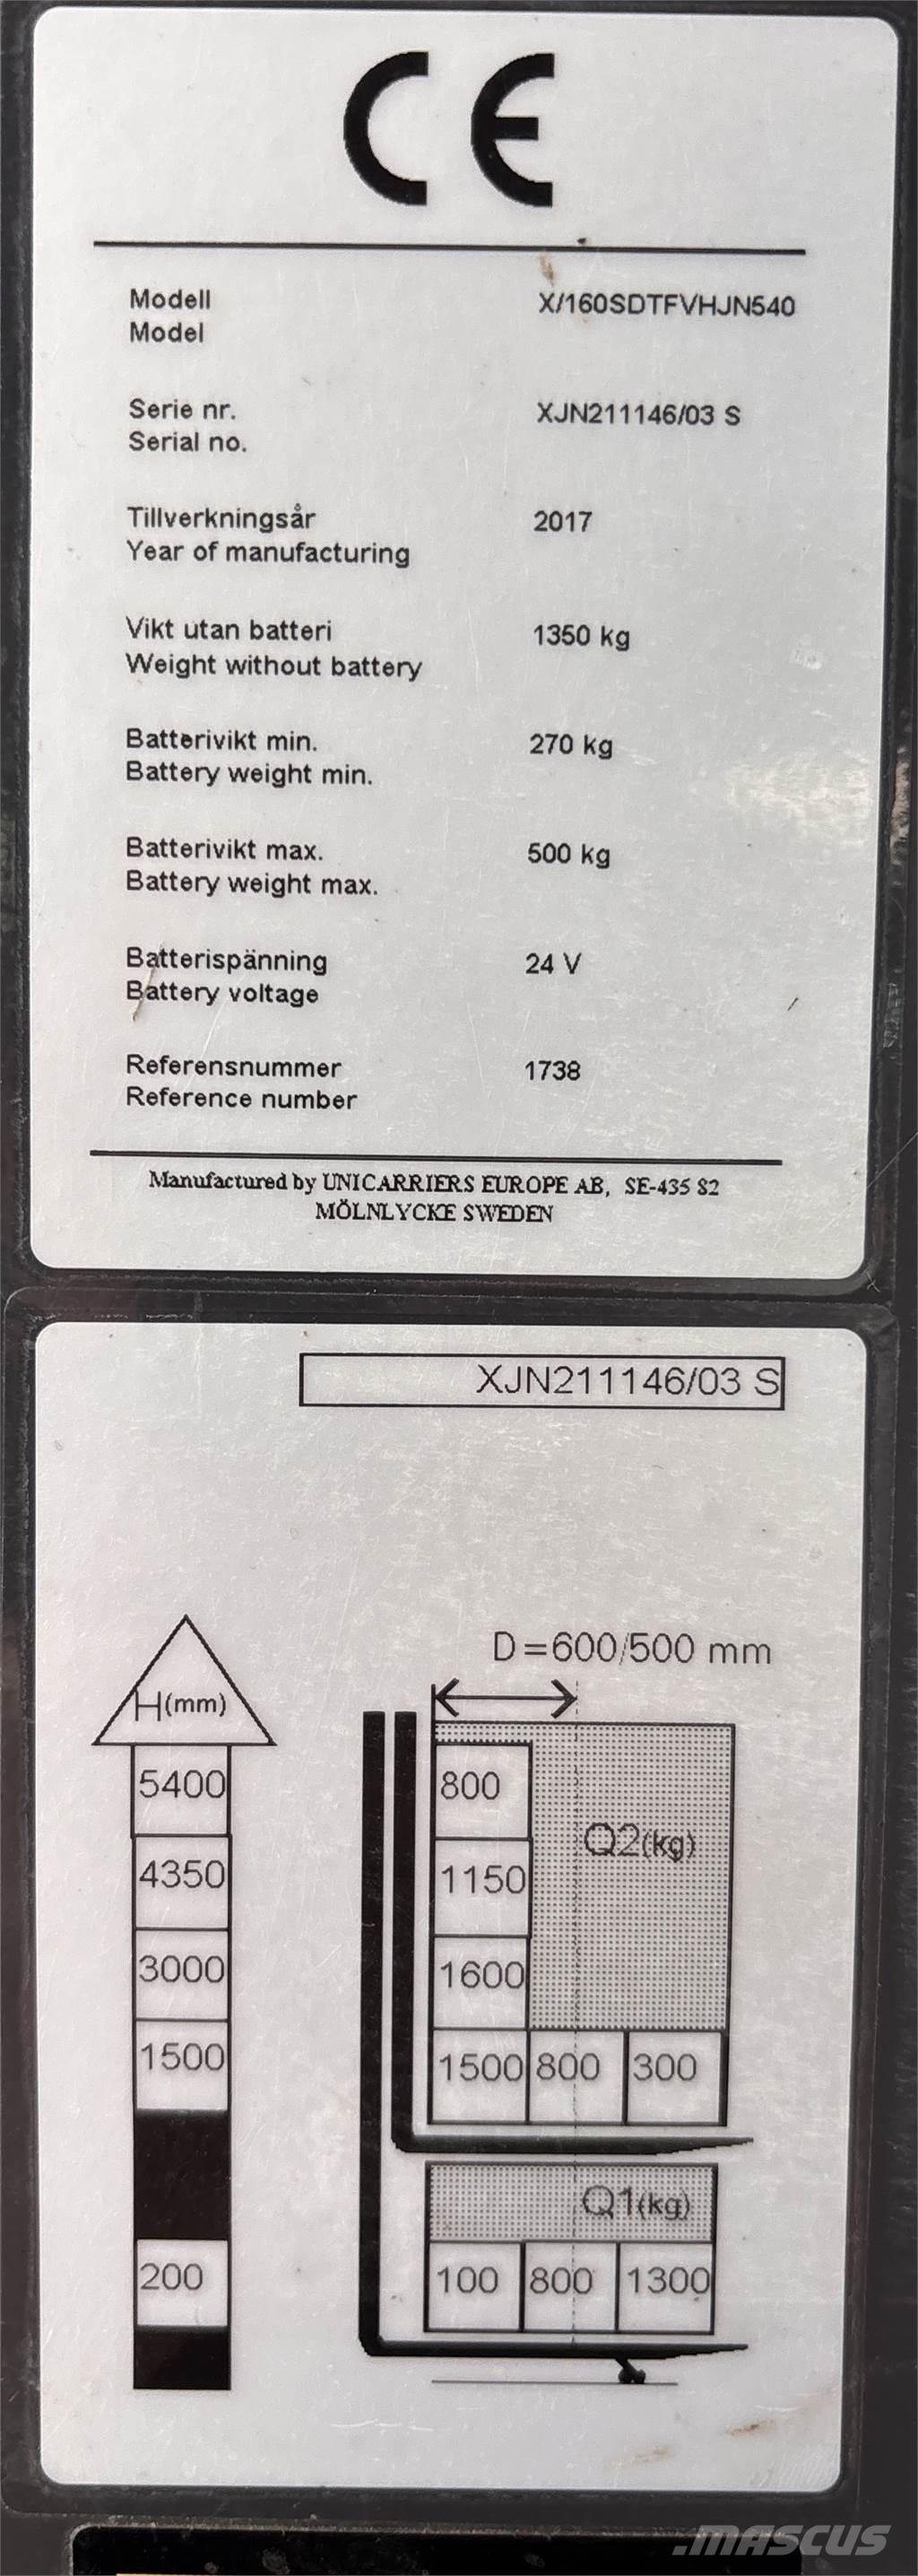 CE
Modell X/160SDTFVHJN540
Model
Serie nr. XJN211146/03 S
Serial no.
Tillverkningsår 2017
Year of manufacturing
Vikt utan batteri 1350 kg
Weight without battery
Batterivikt min. 270 kg
Battery weight min.
Batterivikt max. 500 kg
Battery weight max.
Batterispänning 24 V
Battery voltage
Referensnummer 1738
Reference number
Manufactured by UNICARRIERS EUROPE AB, SE-435 82
MÖLNLYCKE SWEDEN
XJN211146/03 S
D=600/500 mm
H(mm)
5400 800
Q2(kg)
4350 1150
3000 1600
1500 1500 800 300
Q1(kg)
200 100 800 1300
.MASCUS